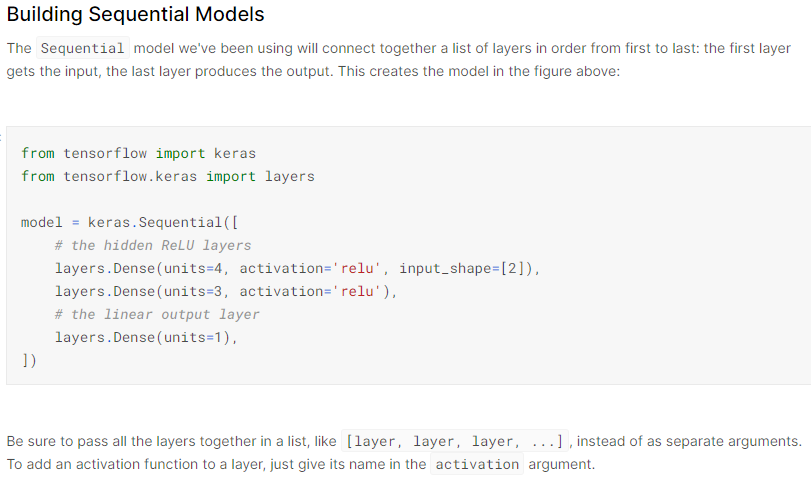 Building Sequential Models
The Sequential model we've been using will connect together a list of layers in order from first to last: the first layer
gets the input, the last layer produces the output. This creates the model in the figure above:
from tensorflow import keras
from tensorflow.keras import layers
model = keras.Sequential([
    # the hidden ReLU layers
    layers.Dense(units=4, activation='relu', input_shape=[2]),
    layers.Dense(units=3, activation='relu'),
    # the linear output layer
    layers.Dense(units=1),
])
Be sure to pass all the layers together in a list, like [layer, layer, layer, ...], instead of as separate arguments.
To add an activation function to a layer, just give its name in the activation argument.